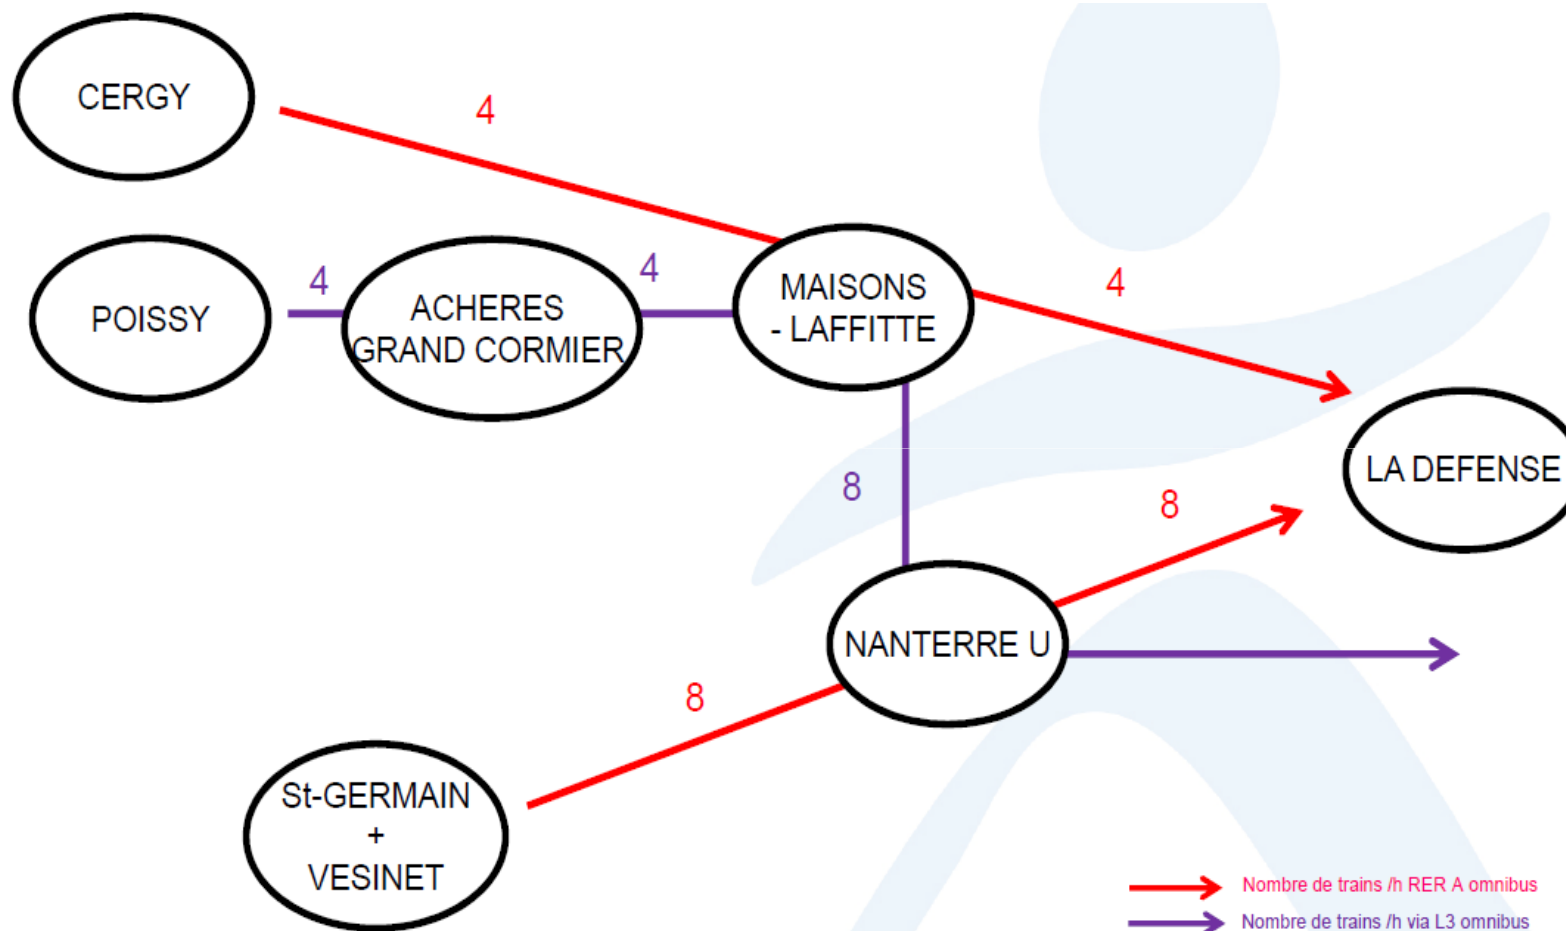 CERGY
4
POISSY
4
ACHERES
GRAND CORMIER
4
MAISONS
- LAFFITTE
4
LA DEFENSE
8
8
NANTERRE U
8
St-GERMAIN
+
VESINET
Nombre de trains /h RER A omnibus
Nombre de trains /h via L3 omnibus